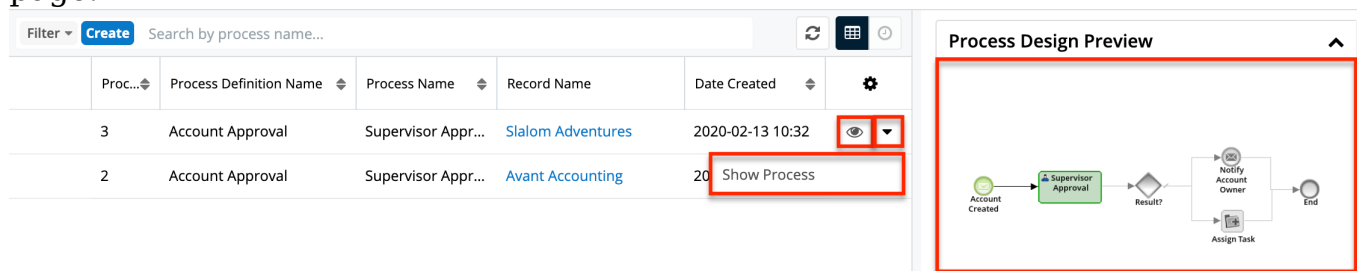 Filter Create Search by process name...
Process Design Preview
Proc... Process Definition Name Process Name Record Name Date Created
3 Account Approval Supervisor Appr... Slalom Adventures 2020-02-13 10:32
2 Account Approval Supervisor Appr... Avant Accounting 20
Show Process
Account
Created
Supervisor
Approval
Result?
Notify
Account
Owner
Assign Task
End